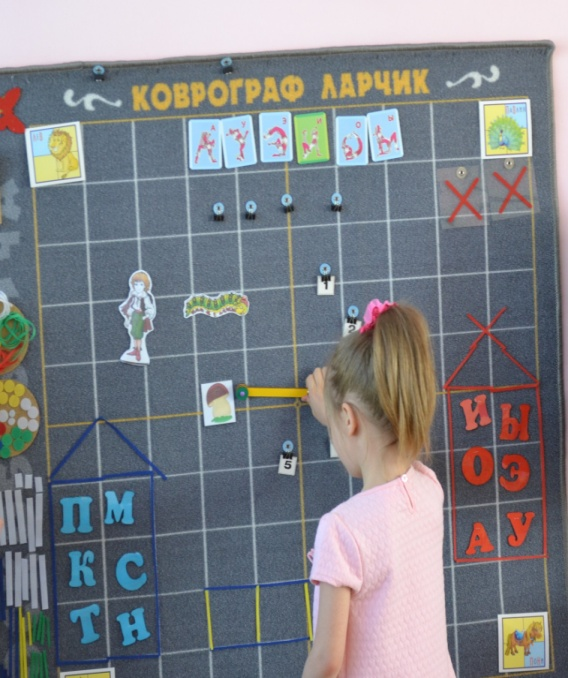 КОВРОГРАФ ЛАРЧИК
А У Э И О Ы
1
2
5
П М
К С
Т Н
И Ы
О Э
А У